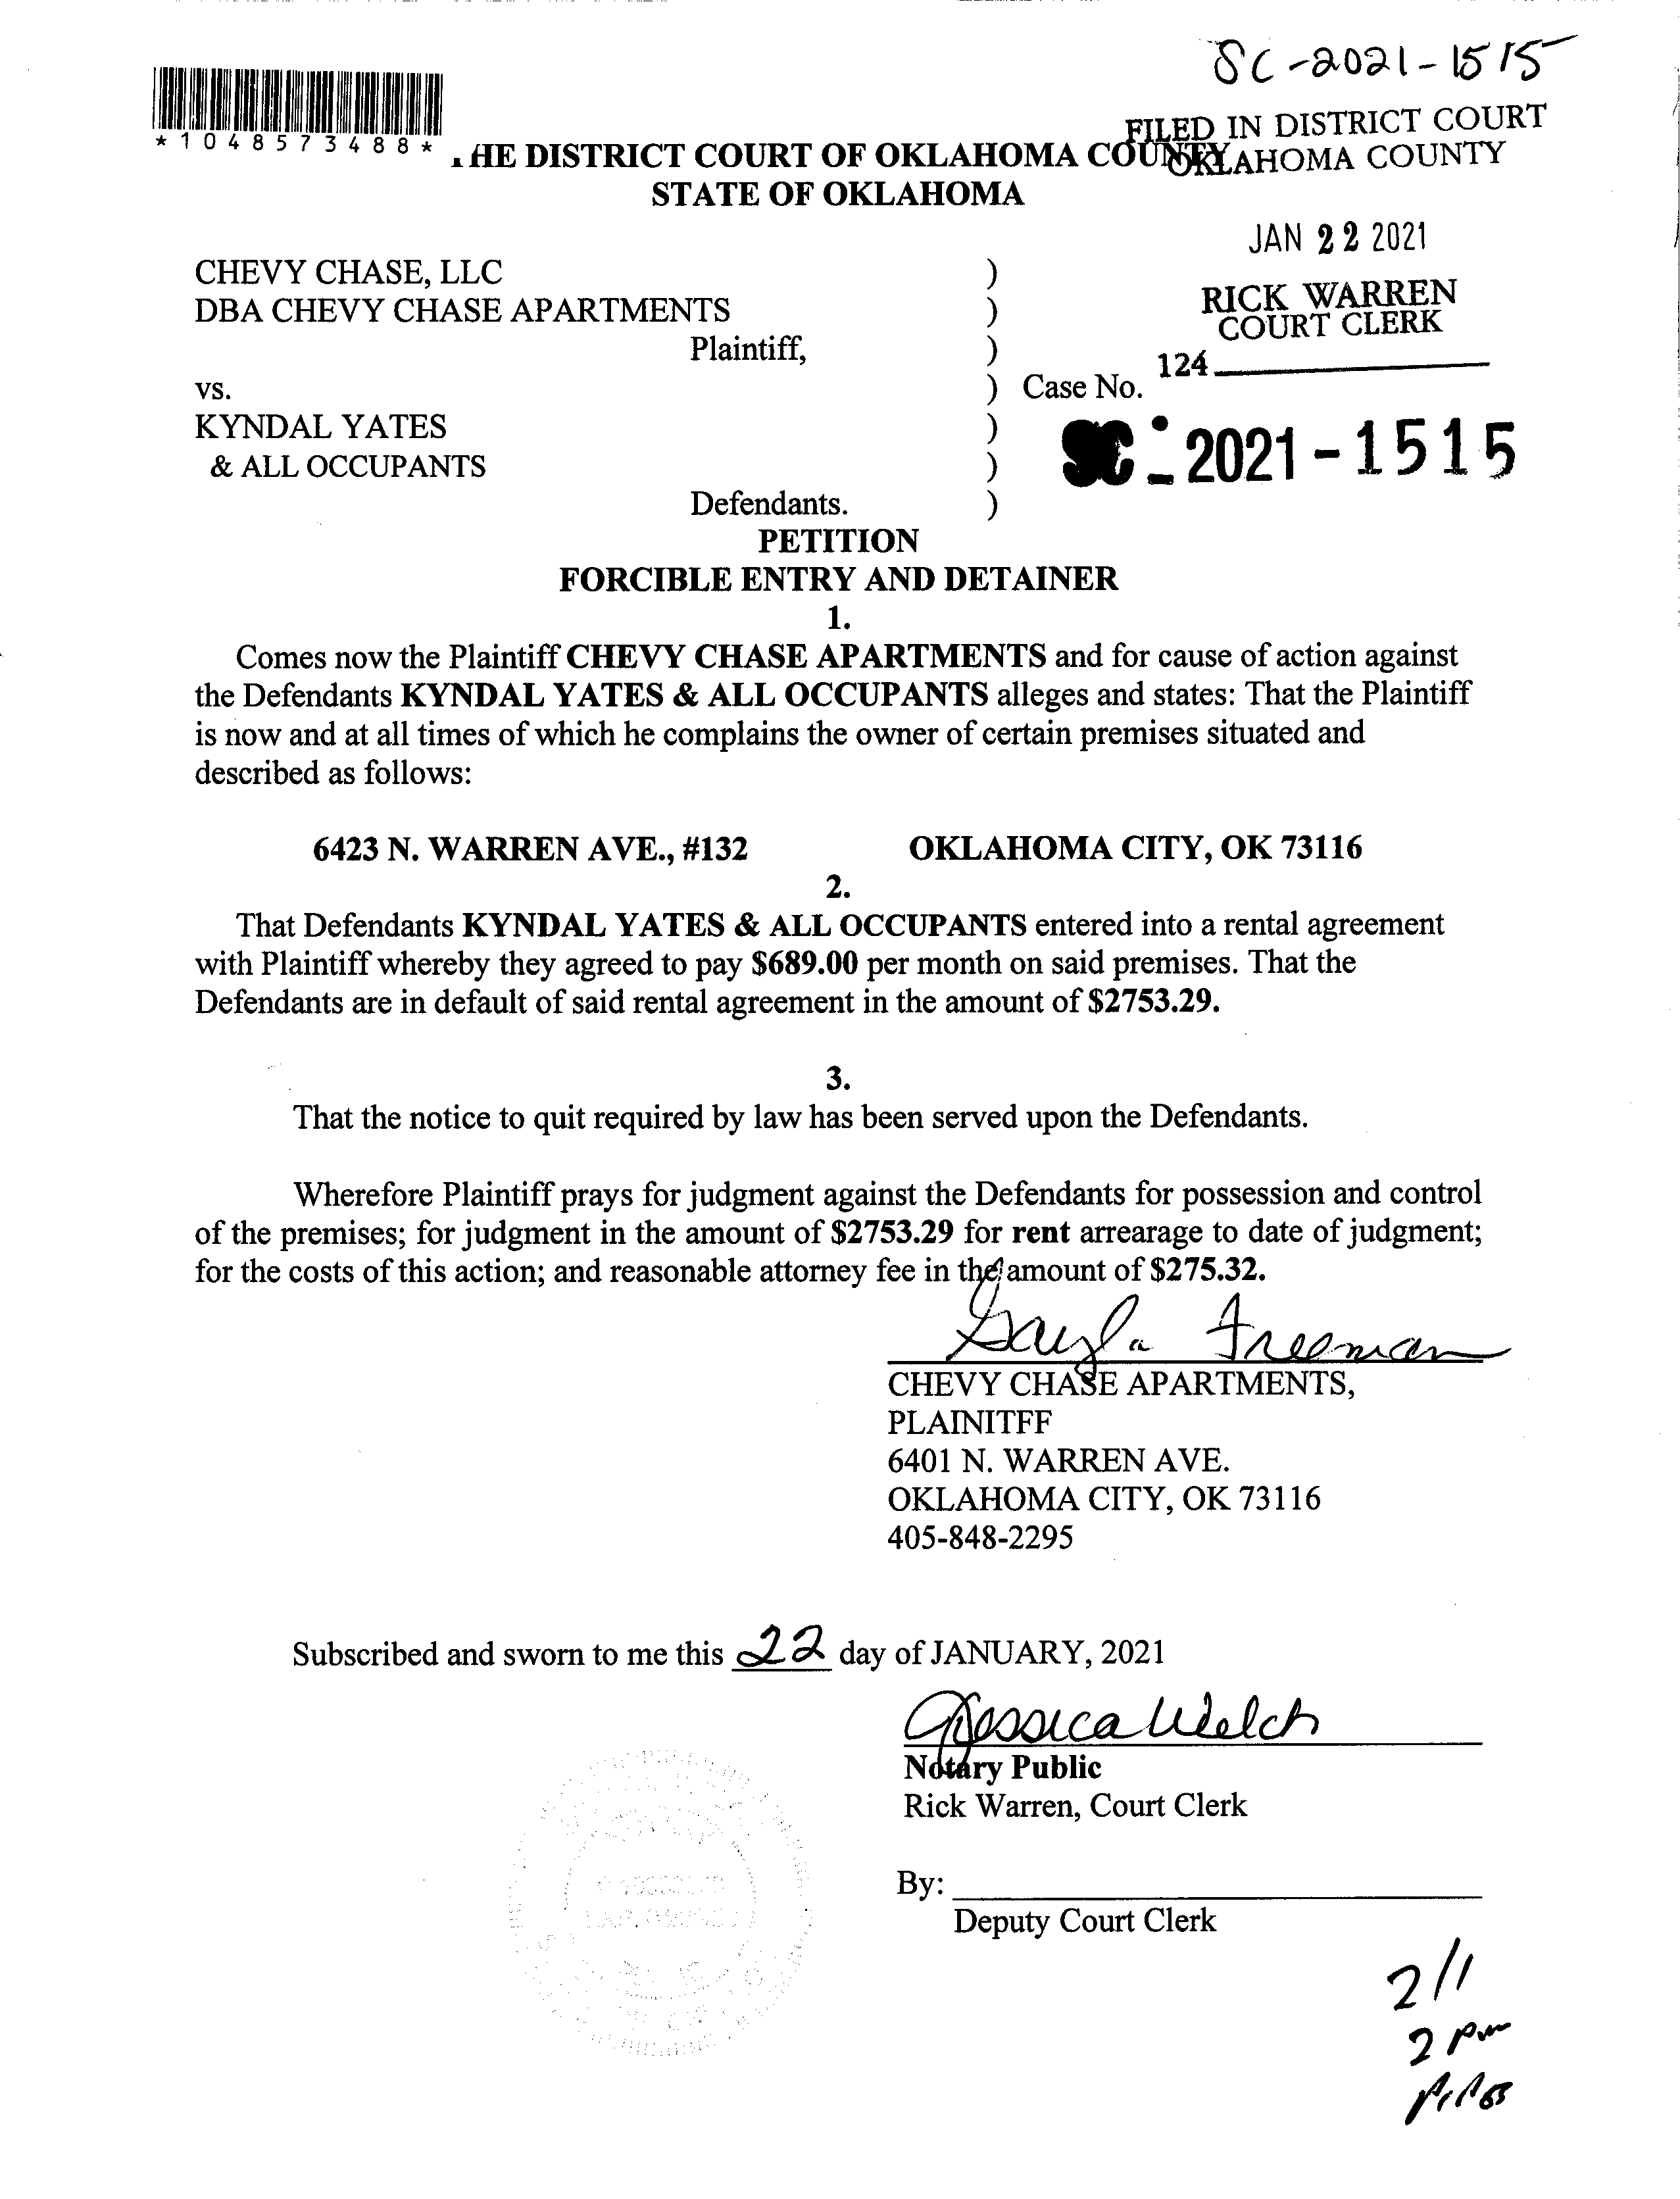 SC-2021-1515
*1048573488*
FILED IN DISTRICT COURT
OKLAHOMA COUNTY
HE DISTRICT COURT OF OKLAHOMA COUNTY
STATE OF OKLAHOMA
JAN 22 2021
RICK WARREN
COURT CLERK
124
CHEVY CHASE, LLC )
DBA CHEVY CHASE APARTMENTS )
Plaintiff, )
vs. ) Case No.
KYNDAL YATES )
& ALL OCCUPANTS )
SC - 2021-1515
Defendants. )
PETITION
FORCIBLE ENTRY AND DETAINER
1.
Comes now the Plaintiff CHEVY CHASE APARTMENTS and for cause of action against
the Defendants KYNDAL YATES & ALL OCCUPANTS alleges and states: That the Plaintiff
is now and at all times of which he complains the owner of certain premises situated and
described as follows:
6423 N. WARREN AVE., #132 OKLAHOMA CITY, OK 73116
2.
That Defendants KYNDAL YATES & ALL OCCUPANTS entered into a rental agreement
with Plaintiff whereby they agreed to pay $689.00 per month on said premises. That the
Defendants are in default of said rental agreement in the amount of $2753.29.
3.
That the notice to quit required by law has been served upon the Defendants.
Wherefore Plaintiff prays for judgment against the Defendants for possession and control
of the premises; for judgment in the amount of $2753.29 for rent arrearage to date of judgment;
for the costs of this action; and reasonable attorney fee in the amount of $275.32.
Gayla Freeman
CHEVY CHASE APARTMENTS,
PLAINITFF
6401 N. WARREN AVE.
OKLAHOMA CITY, OK 73116
405-848-2295
Subscribed and sworn to me this 22 day of JANUARY, 2021
Jessica Welch
Notary Public
Rick Warren, Court Clerk
By:
Deputy Court Clerk
2/1
2 pm